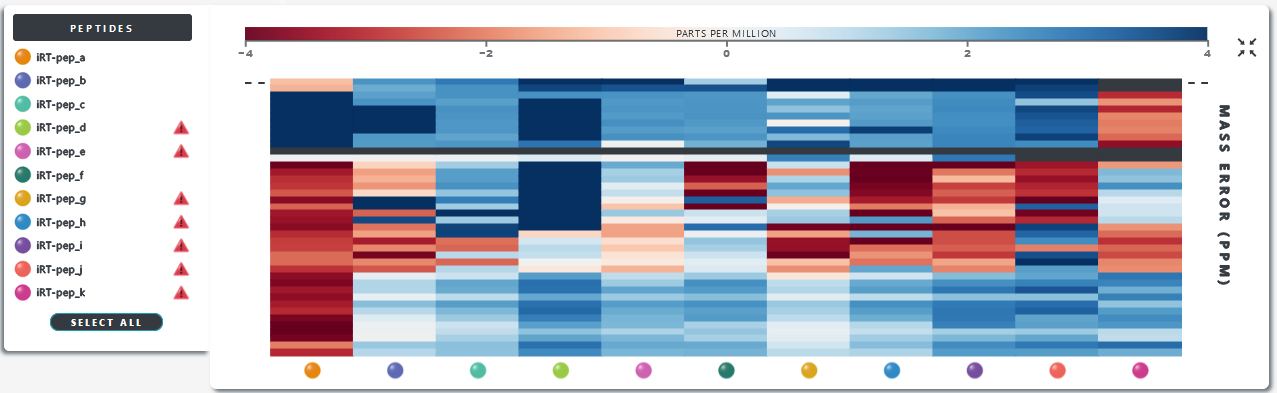 PEPTIDES
iRT-pep_a
iRT-pep_b
iRT-pep_c
iRT-pep_d
iRT-pep_e
iRT-pep_f
iRT-pep_g
iRT-pep_h
iRT-pep_i
iRT-pep_j
iRT-pep_k
SELECT ALL
PARTS PER MILLION
-4 -2 0 2 4
MASS ERROR (PPM)